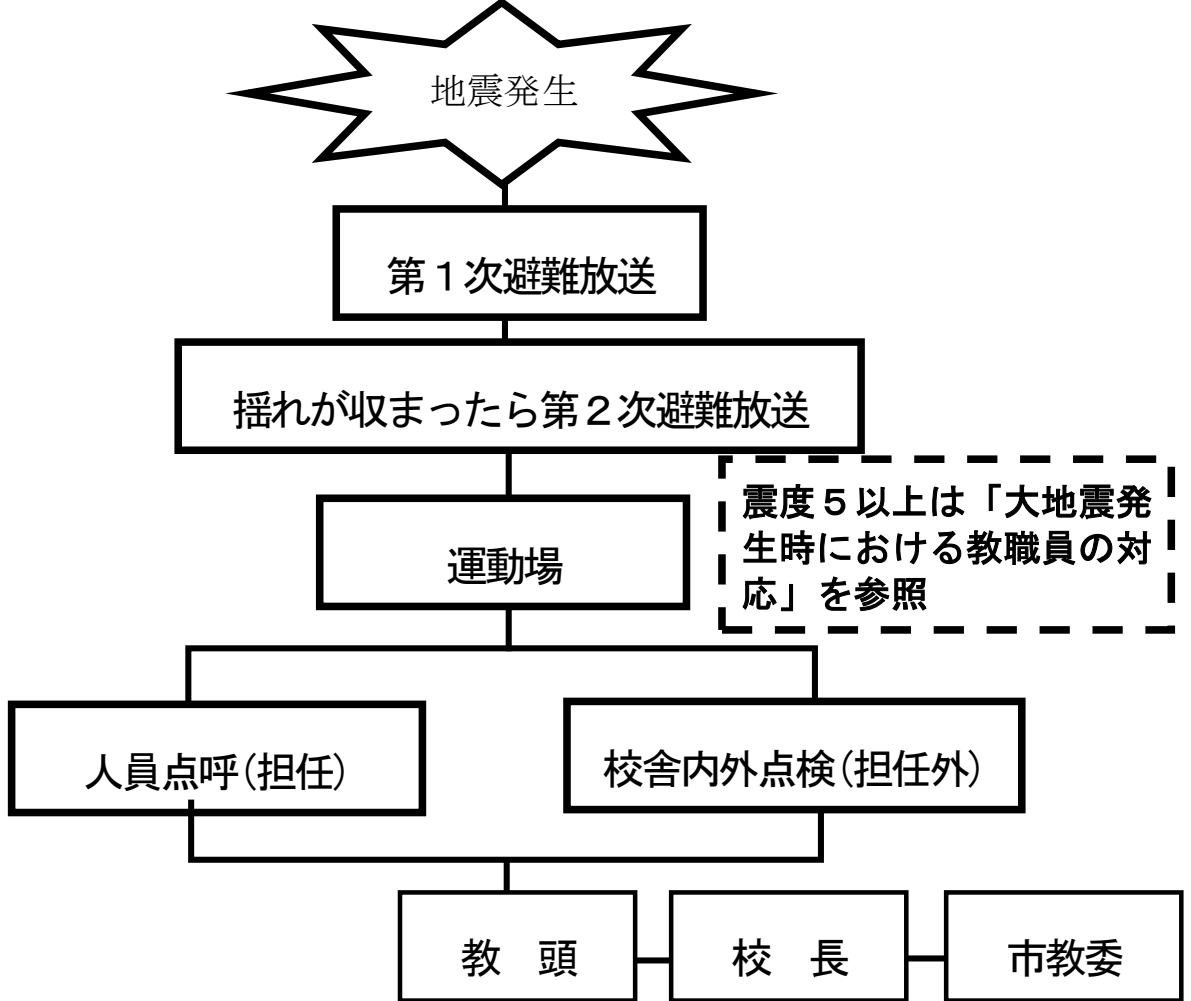 地震発生
第１次避難放送
揺れが収まったら第２次避難放送
震度５以上は「大地震発
生時における教職員の対
応」を参照
運動場
人員点呼(担任)
校舎内外点検(担任外)
教　頭
校　長
市教委